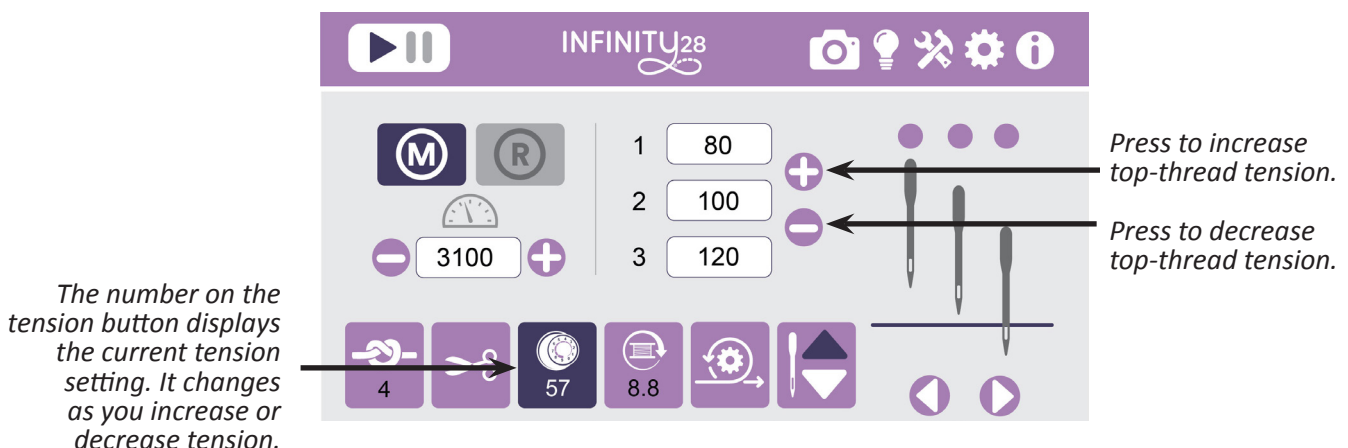 INFINITY28
M
R
3100
1 80
2 100
3 120
4
57
8.8
Press to increase
top-thread tension.
Press to decrease
top-thread tension.
The number on the
tension button displays
the current tension
setting. It changes
as you increase or
decrease tension.